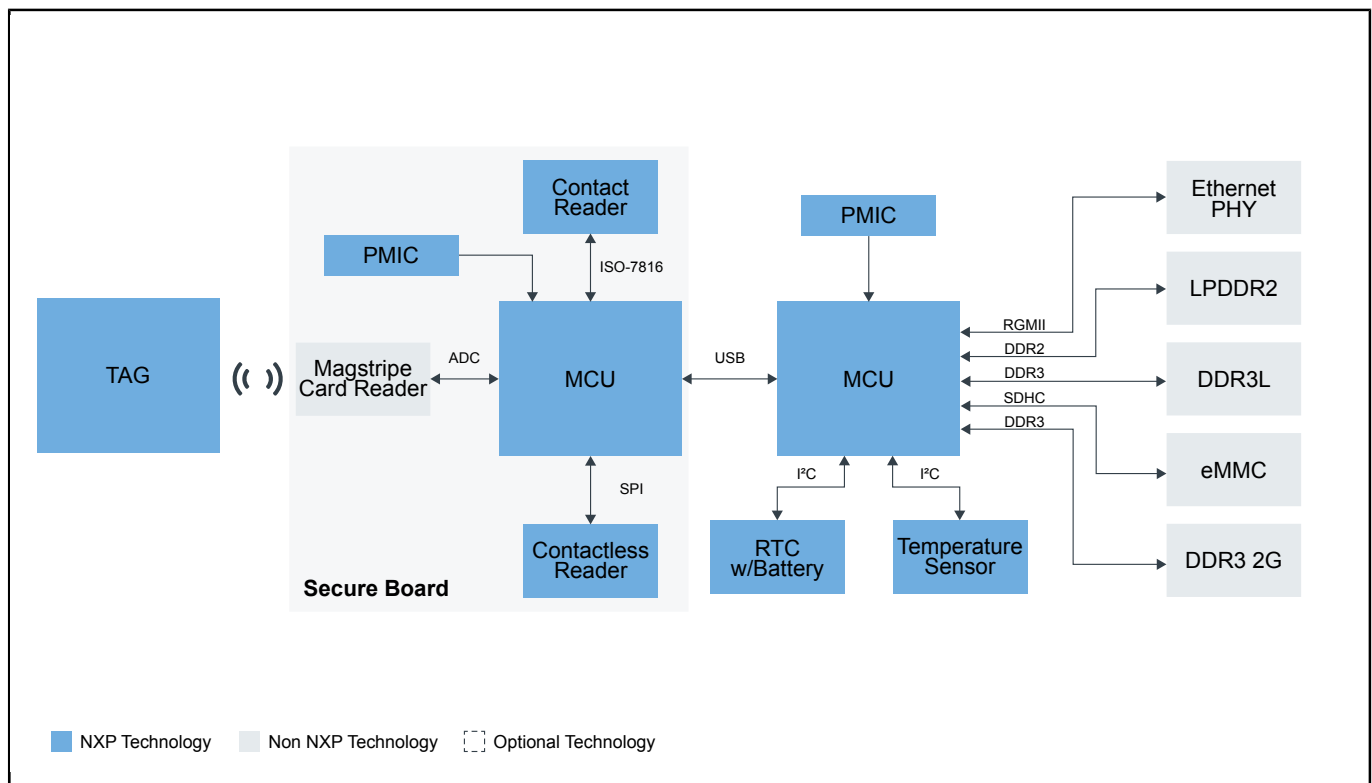 Contact
Reader
PMIC
ISO-7816
TAG
Magstripe
Card Reader
ADC
MCU
SPI
Contactless
Reader
Secure Board
USB
PMIC
MCU
I²C
I²C
RTC
w/Battery
Temperature
Sensor
RGMII
DDR2
DDR3
SDHC
DDR3
Ethernet
PHY
LPDDR2
DDR3L
eMMC
DDR3 2G
NXP Technology
Non NXP Technology
Optional Technology